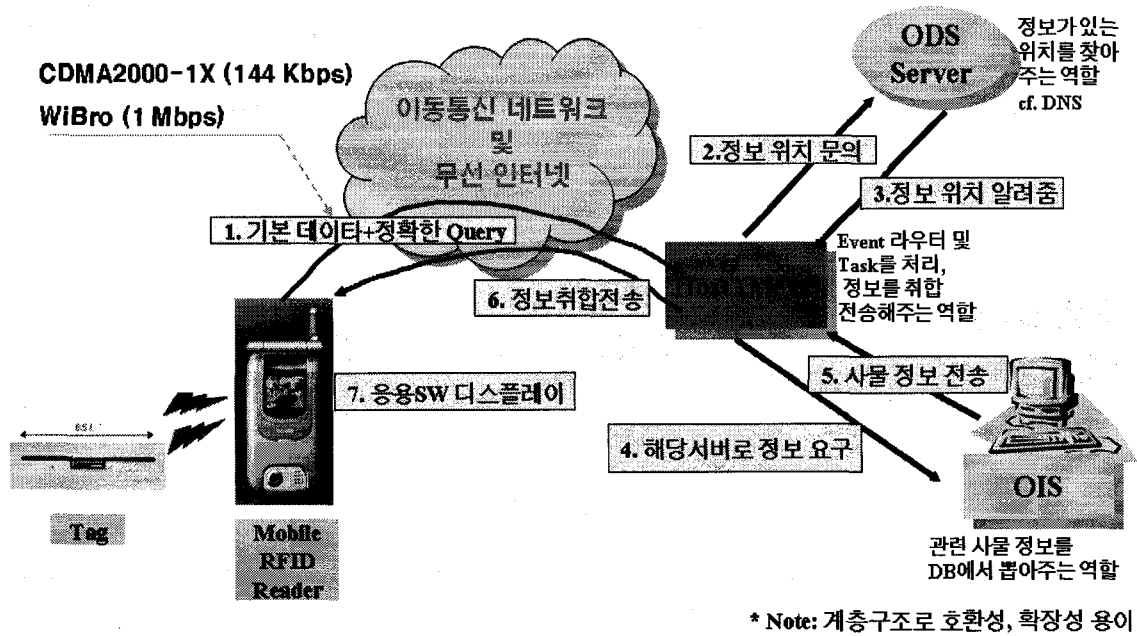 CDMA2000-1X (144 Kbps)
WiBro (1 Mbps)
이동통신 네트워크
및
무선 인터넷
ODS
Server
정보가 있는
위치를 찾아
주는 역할
cf. DNS
2.정보 위치 문의
3.정보 위치 알려줌
1. 기본 데이타+정확한 Query
Event 라우터 및
Task를 처리,
정보를 취합
전송해주는 역할
6. 정보취합전송
7. 응용SW 디스플레이
5. 사물 정보 전송
4. 해당서버로 정보 요구
OIS
Tag
Mobile
RFID
Reader
관련 사물 정보를
DB에서 뽑아주는 역할
* Note: 계층구조로 호환성, 확장성 용이